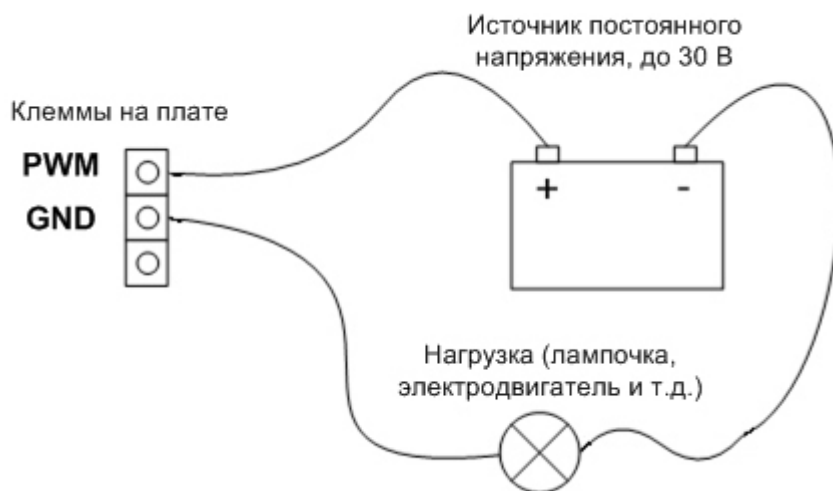 Источник постоянного
напряжения, до 30 В
Клеммы на плате
PWM
GND
+ -
Нагрузка (лампочка,
электродвигатель и т.д.)